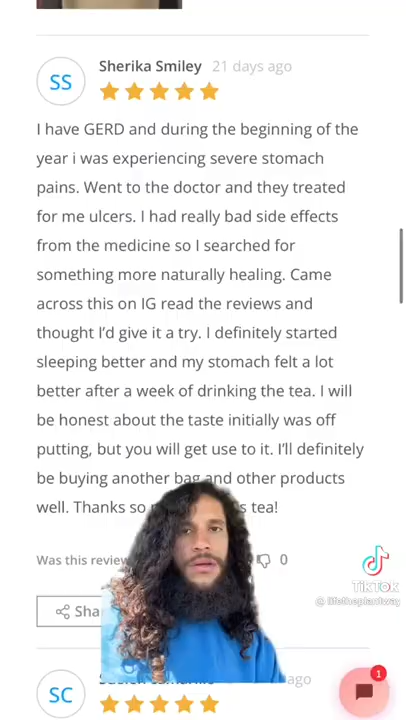 SS
Sherika Smiley 21 days ago
I have GERD and during the beginning of the
year i was experiencing severe stomach
pains. Went to the doctor and they treated
for me ulcers. I had really bad side effects
from the medicine so I searched for
something more naturally healing. Came
across this on IG read the reviews and
thought I'd give it a try. I definitely started
sleeping better and my stomach felt a lot
better after a week of drinking the tea. I will
be honest about the taste initially was off
putting, but you will get use to it. I'll definitely
be buying another bag and other products
well. Thanks so tea!
Was this 0
TikTok
@lifetheplantway
1
SC
ago